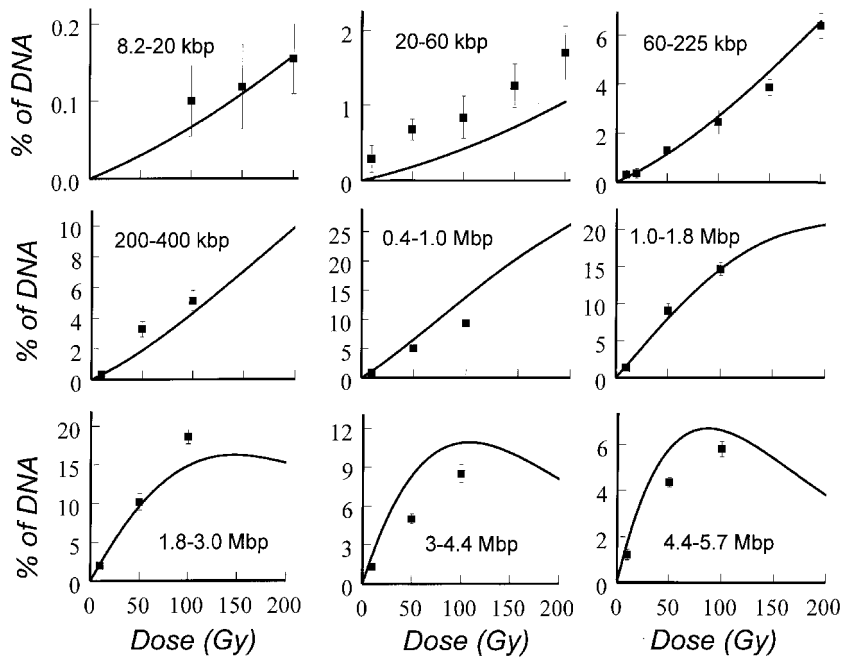 % of DNA
0.2
0.1
0.0
8.2-20 kbp
2
1
0
20-60 kbp
6
4
2
0
60-225 kbp
% of DNA
10
8
6
4
2
0
200-400 kbp
25
20
15
10
5
0
0.4-1.0 Mbp
20
15
10
5
0
1.0-1.8 Mbp
% of DNA
20
15
10
5
0
1.8-3.0 Mbp
0 50 100 150 200
Dose (Gy)
12
9
6
3
0
3-4.4 Mbp
0 50 100 150 200
Dose (Gy)
6
4
2
0
4.4-5.7 Mbp
0 50 100 150 200
Dose (Gy)